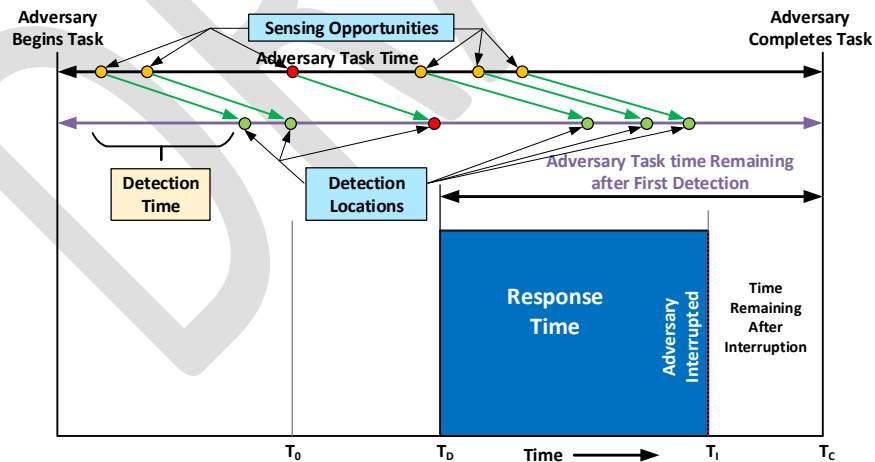 Adversary
Begins Task
Sensing Opportunities
Adversary
Completes Task
Adversary Task Time
Detection
Time
Detection
Locations
Adversary Task time Remaining
after First Detection
Response
Time
Adversary
Interrupted
Time
Remaining
After
Interruption
T0
TD
Time
TI
TC